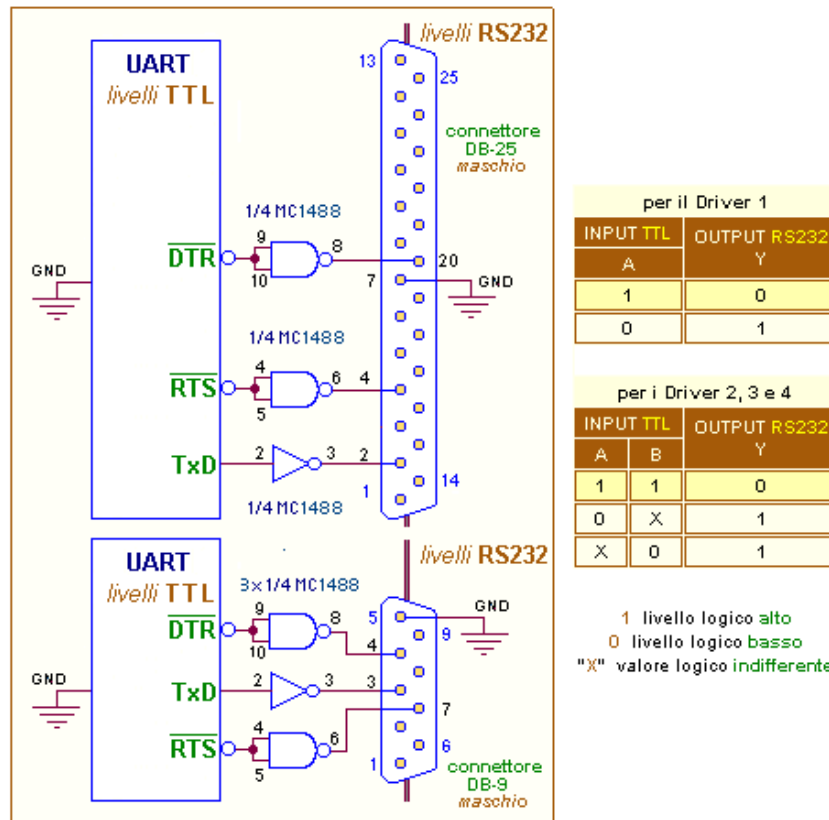 livelli RS232
UART
livelli TTL
13
25
connettore
DB-25
maschio
1/4 MC1488
DTR
9
10
8
20
GND
7
GND
1/4 MC1488
RTS
4
5
6
4
TxD
2
3
2
14
1
1/4 MC1488
livelli RS232
UART
livelli TTL
3x1/4 MC1488
DTR
9
10
8
5
GND
9
4
GND
TxD
2
3
3
7
RTS
4
5
6
6
1
connettore
DB-9
maschio
per il Driver 1
INPUT TTL OUTPUT RS232
A Y
1 0
0 1
per i Driver 2, 3 e 4
INPUT TTL OUTPUT RS232
A B Y
1 1 0
0 X 1
X 0 1
1 livello logico alto
0 livello logico basso
"X" valore logico indifferente